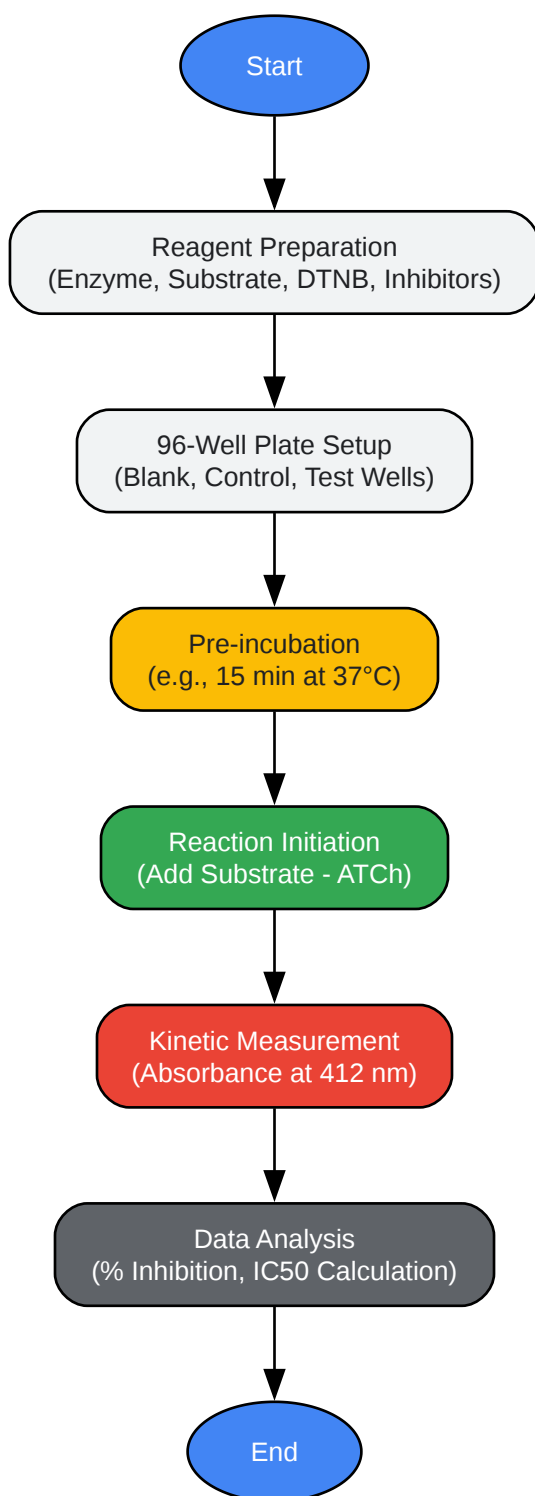 Start
Reagent Preparation
(Enzyme, Substrate, DTNB, Inhibitors)
96-Well Plate Setup
(Blank, Control, Test Wells)
Pre-incubation
(e.g., 15 min at 37°C)
Reaction Initiation
(Add Substrate - ATCh)
Kinetic Measurement
(Absorbance at 412 nm)
Data Analysis
(% Inhibition, IC50 Calculation)
End